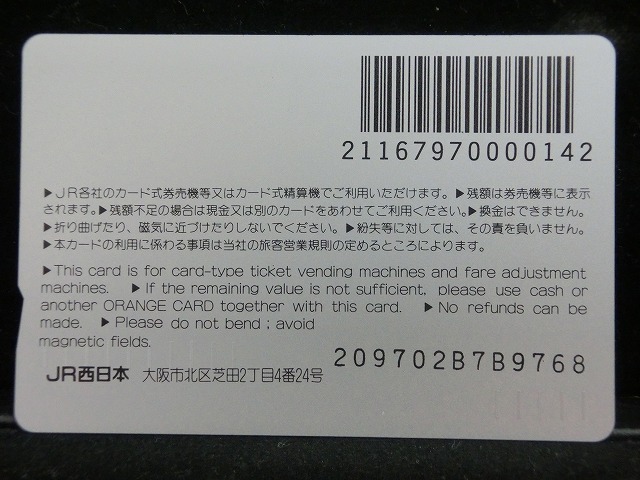 21167970000142
▶JR各社のカード式券売機等又はカード式精算機でご利用いただけます。▶残額は券売機等に表示
されます。▶残額不足の場合は現金又は別のカードをあわせてご利用ください。▶換金はできません。
▶折り曲げたり、磁気に近づけたりしないでください。▶紛失等に対しては、その責を負いません。
▶本カードの利用に係わる事項は当社の旅客営業規則の定めるところによります。
▶This card is for card-type ticket vending machines and fare adjustment
machines. ▶If the remaining value is not sufficient, please use cash or
another ORANGE CARD together with this card. ▶No refunds can be
made. ▶Please do not bend; avoid
magnetic fields.
209702B7B9768
JR西日本 大阪市北区芝田2丁目4番24号